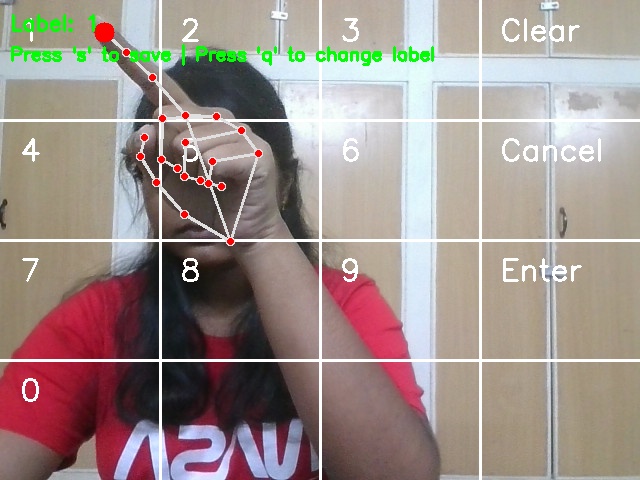 Label: 1
1 2 3 Clear
Press 's' to save | Press 'q' to change label
4 5 6 Cancel
7 8 9 Enter
0